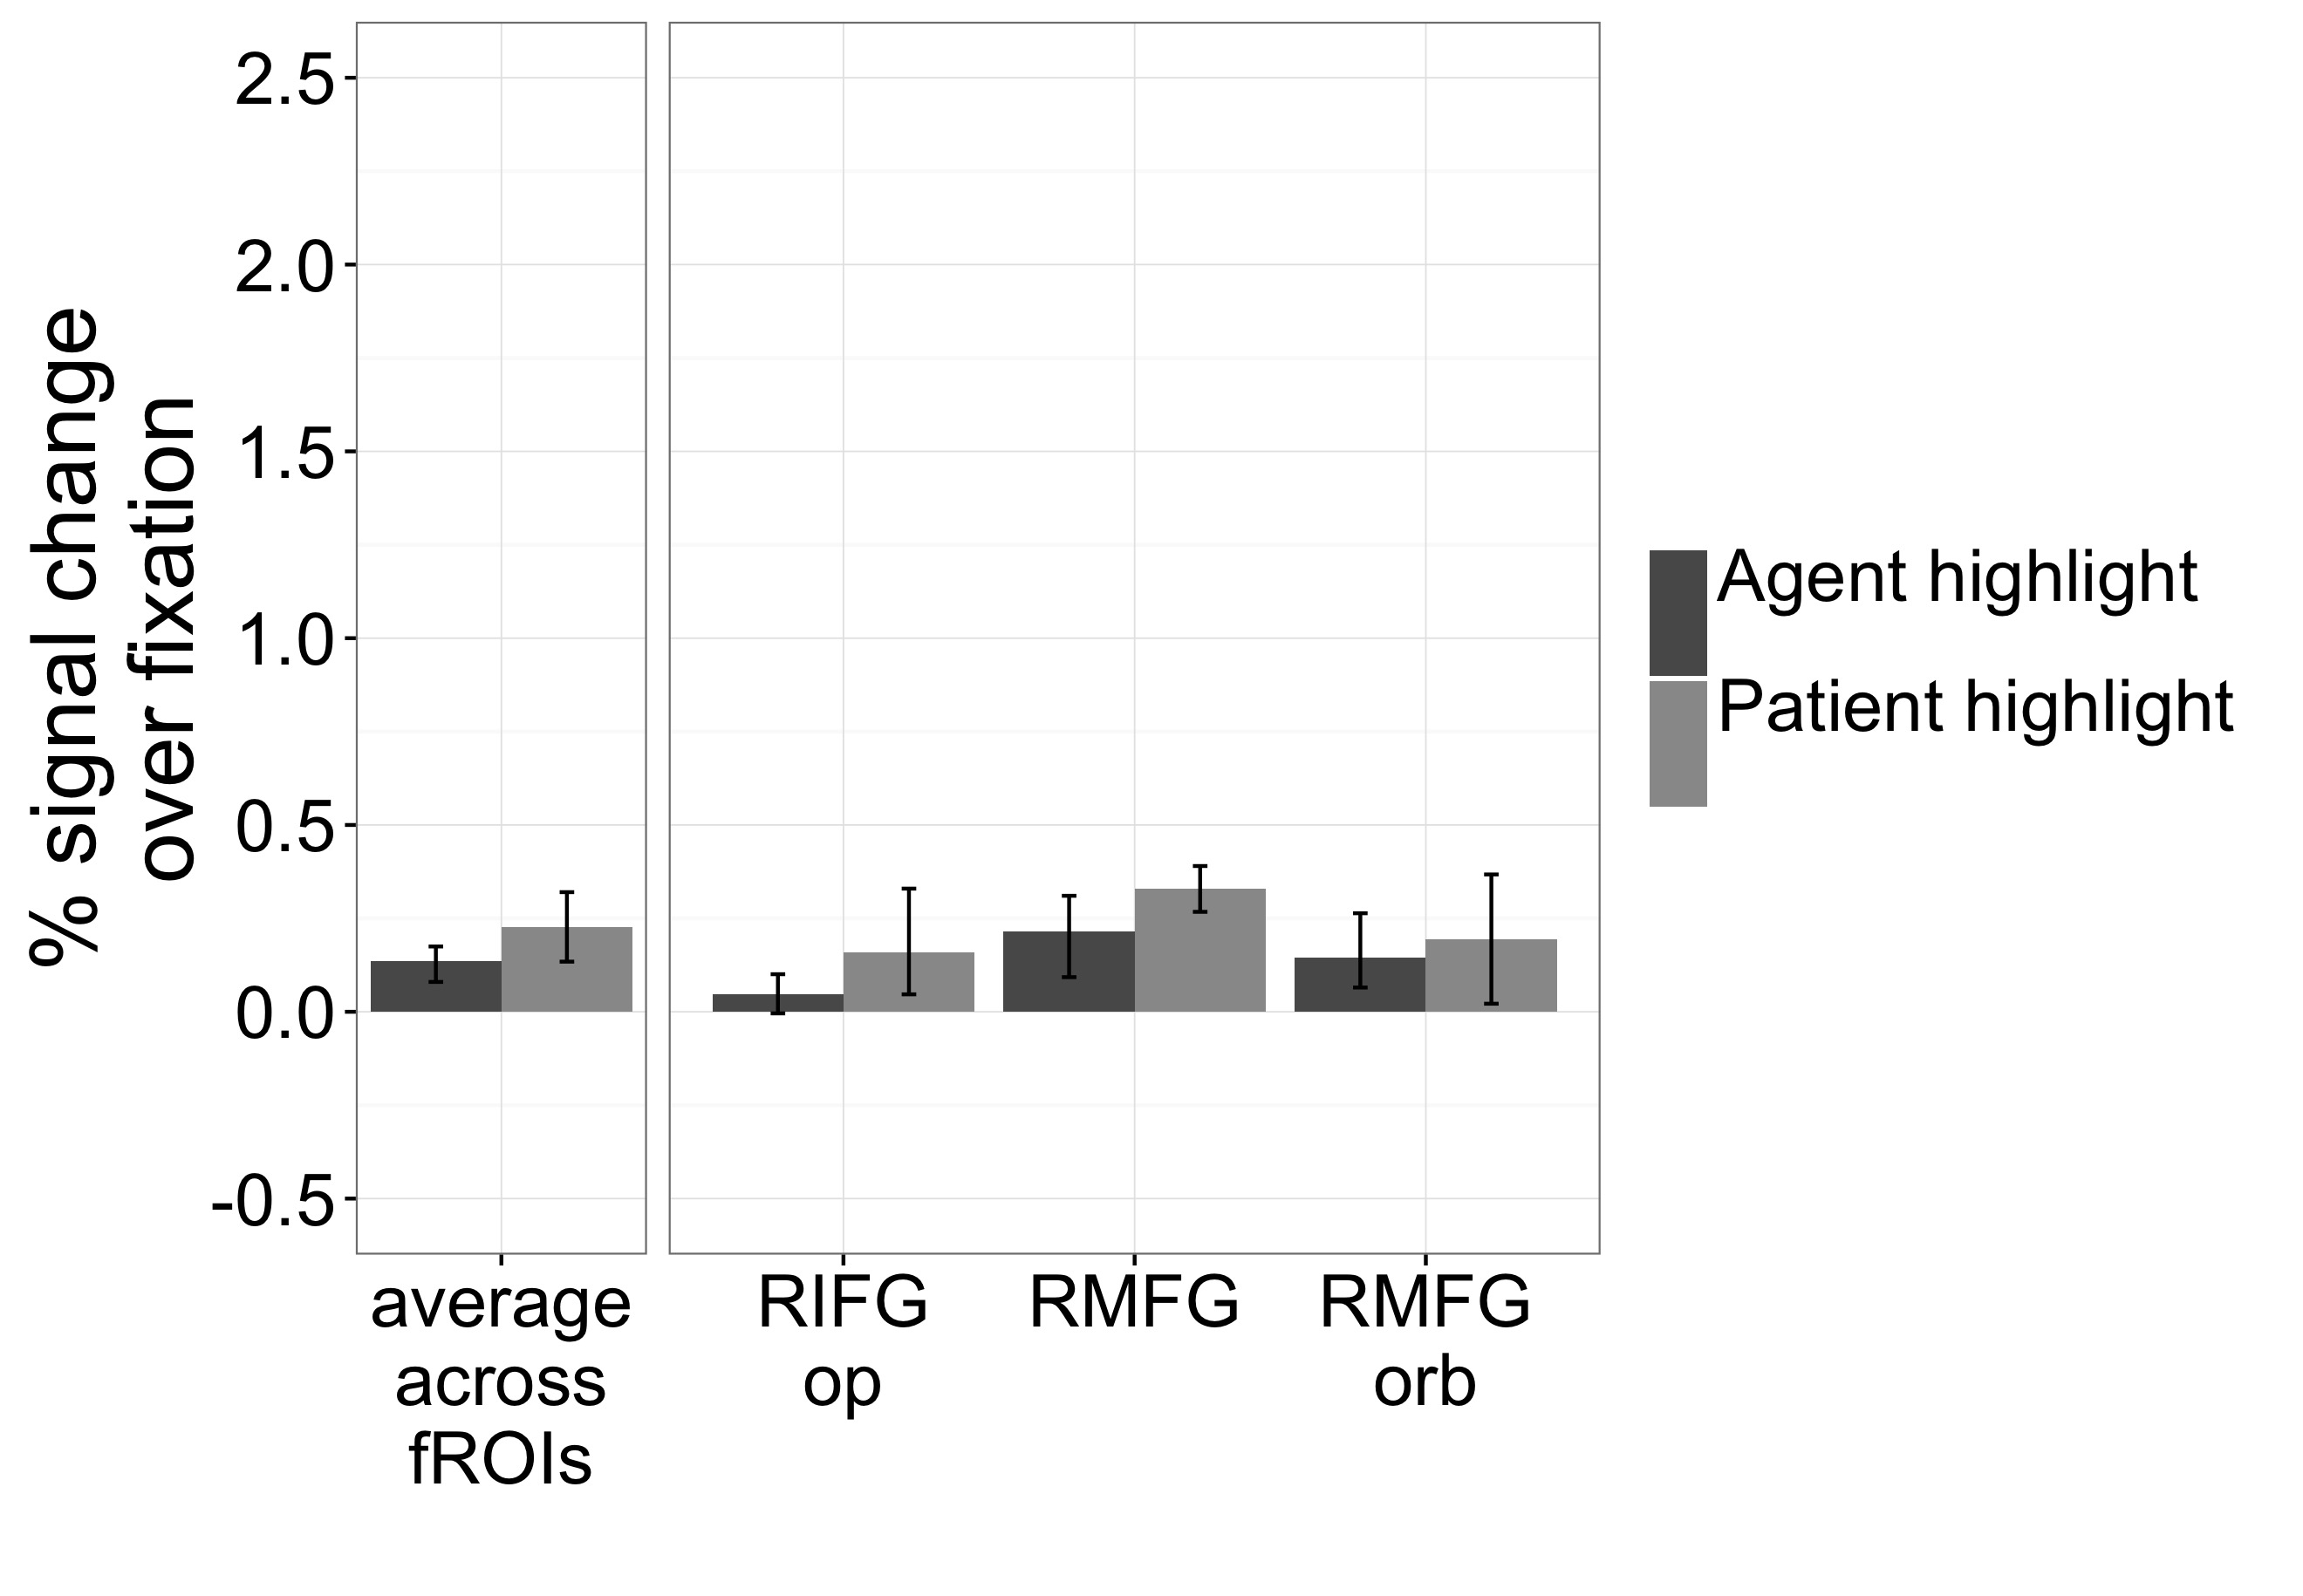 % signal change
over fixation
2.5
2.0
1.5
1.0
0.5
0.0
-0.5
average
across
fROIs
RIFG
op
RMFG
RMFG
orb
Agent highlight
Patient highlight